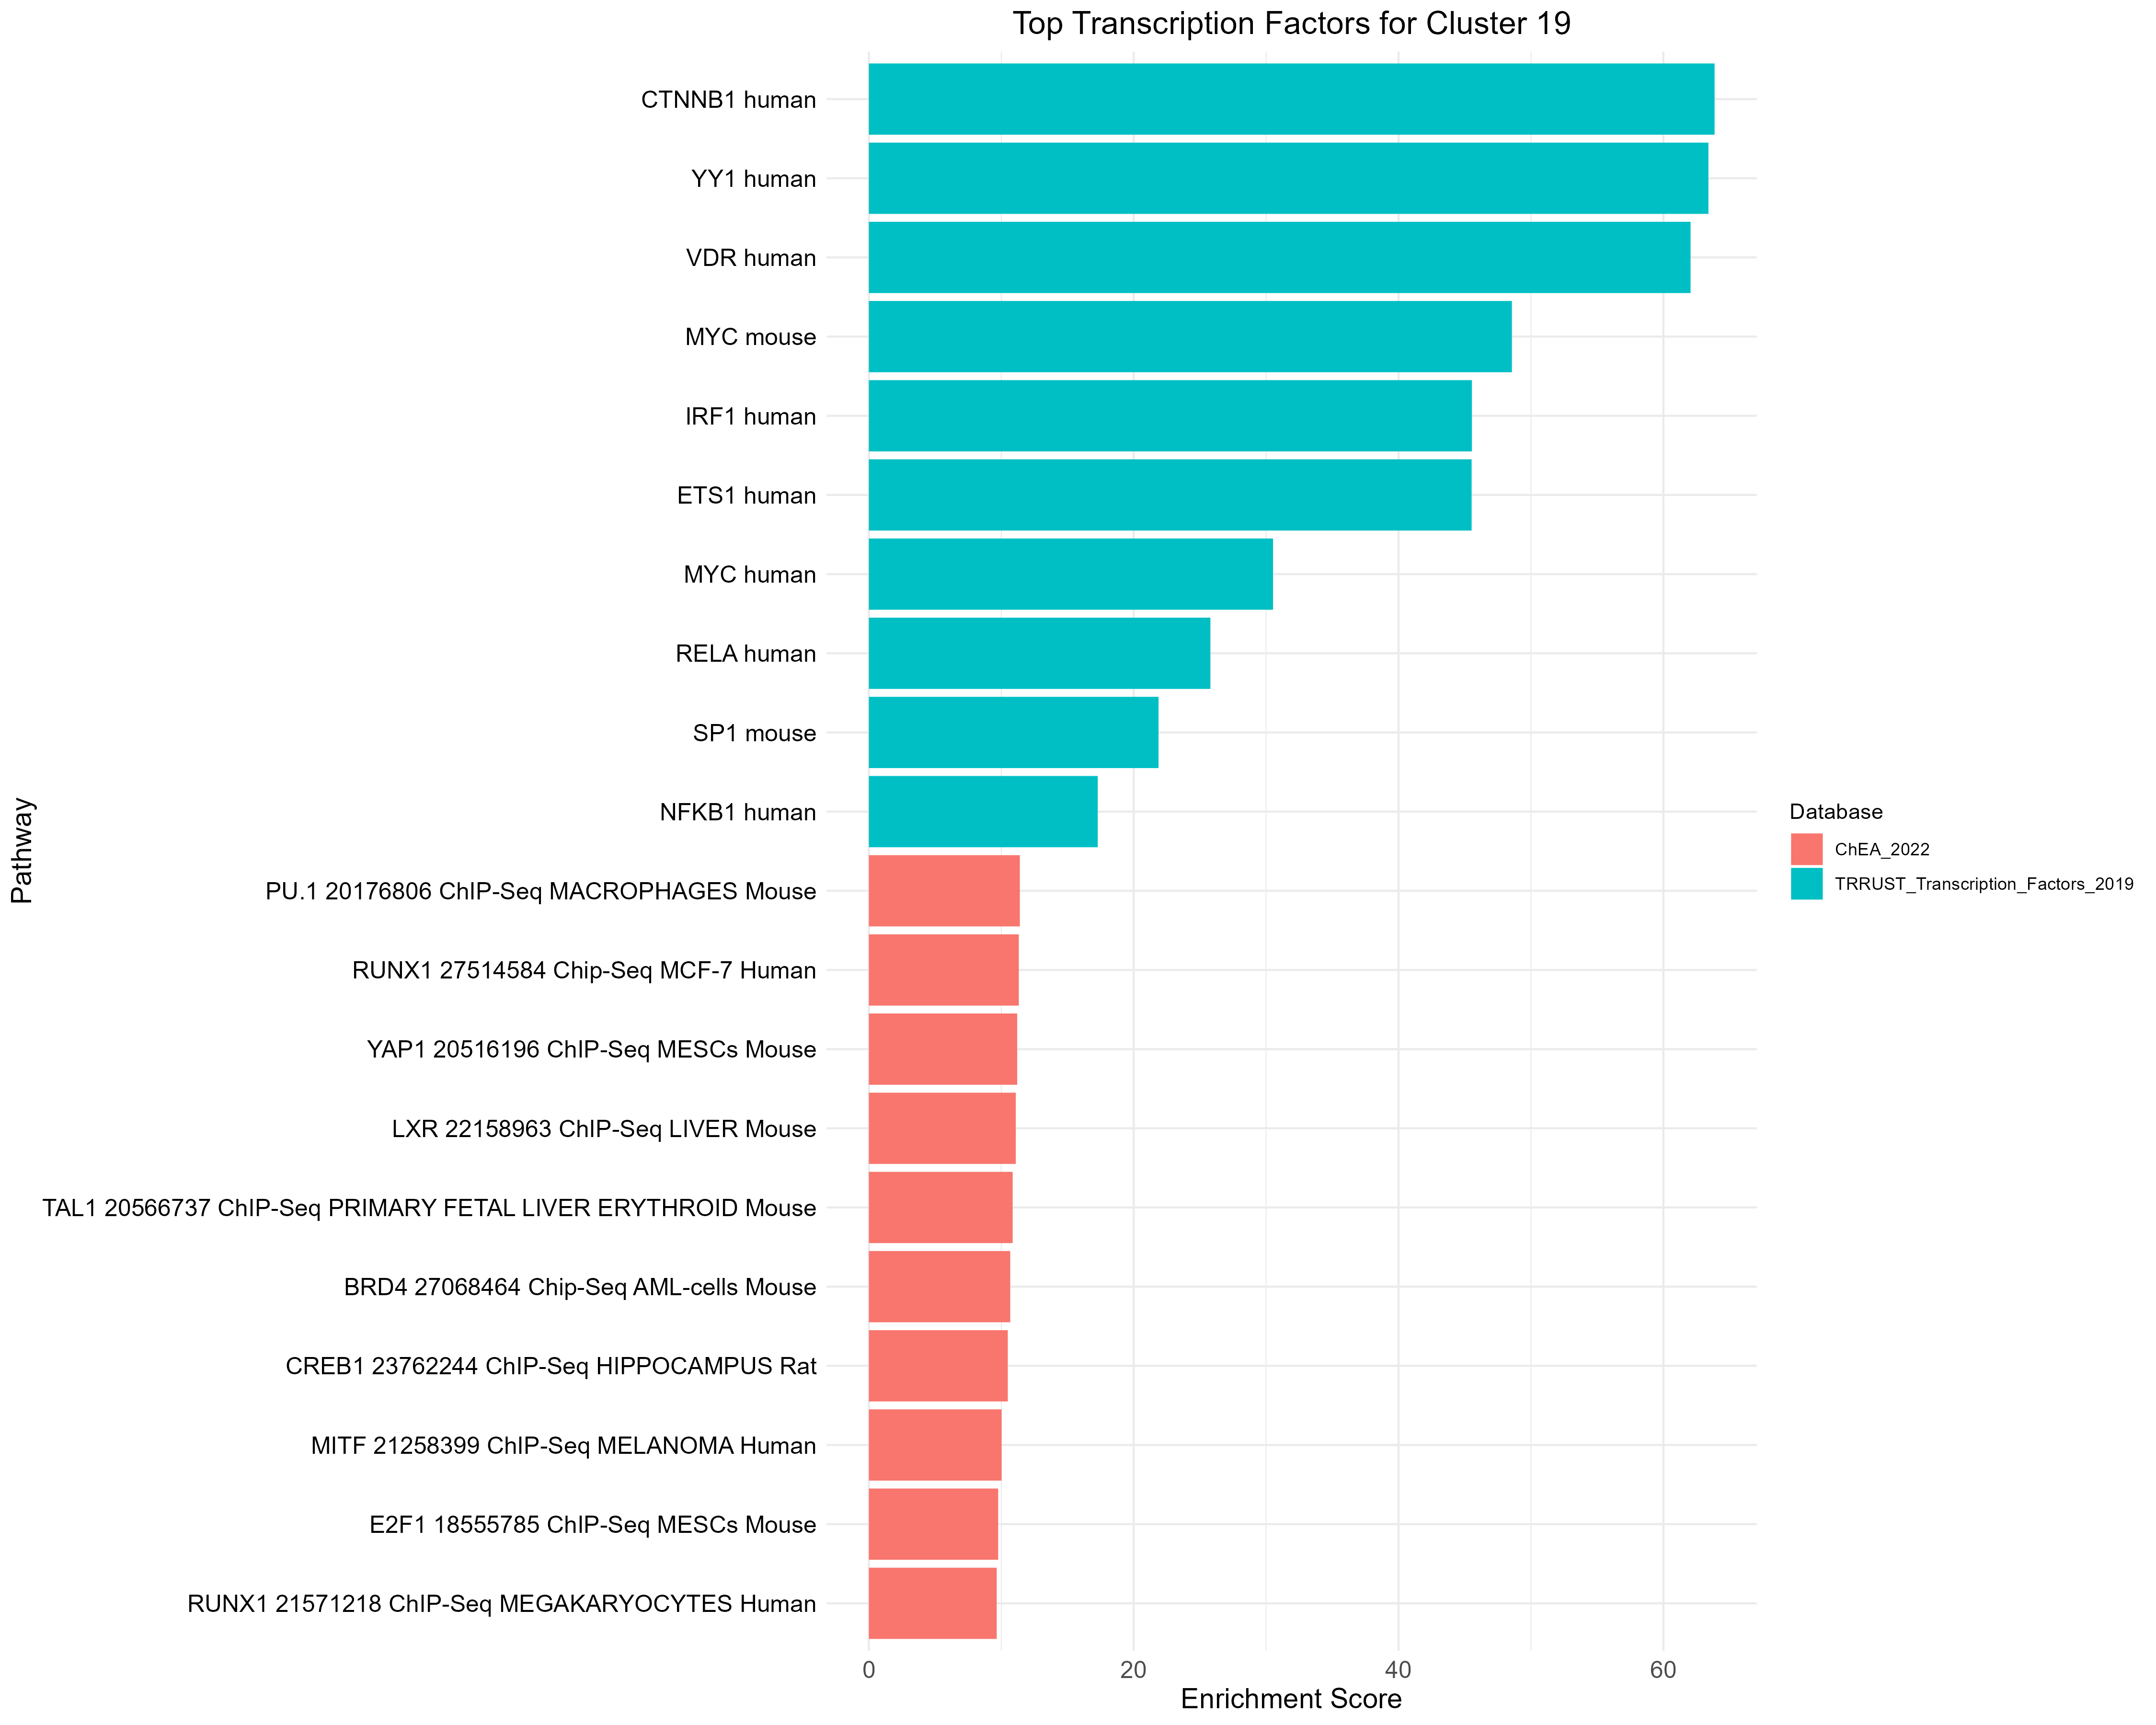 Top Transcription Factors for Cluster 19
Pathway
CTNNB1 human
YY1 human
VDR human
MYC mouse
IRF1 human
ETS1 human
MYC human
RELA human
SP1 mouse
NFKB1 human
PU.1 20176806 ChIP-Seq MACROPHAGES Mouse
RUNX1 27514584 Chip-Seq MCF-7 Human
YAP1 20516196 ChIP-Seq MESCs Mouse
LXR 22158963 ChIP-Seq LIVER Mouse
TAL1 20566737 ChIP-Seq PRIMARY FETAL LIVER ERYTHROID Mouse
BRD4 27068464 Chip-Seq AML-cells Mouse
CREB1 23762244 ChIP-Seq HIPPOCAMPUS Rat
MITF 21258399 ChIP-Seq MELANOMA Human
E2F1 18555785 ChIP-Seq MESCs Mouse
RUNX1 21571218 ChIP-Seq MEGAKARYOCYTES Human
0 20 40 60
Enrichment Score
Database
ChEA_2022
TRRUST_Transcription_Factors_2019